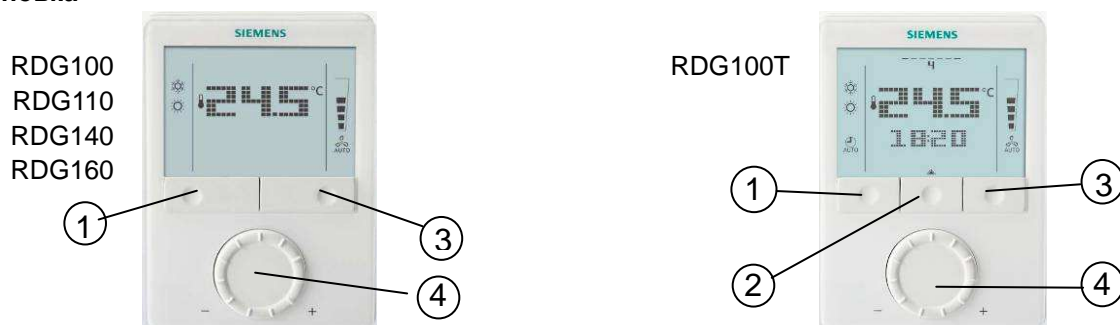 RDG100
RDG110
RDG140
RDG160
SIEMENS
24.5 °C
AUTO
1
3
4
− +
RDG100T
SIEMENS
4
24.5 °C
18:20
AUTO
AUTO
1
2
3
4
− +